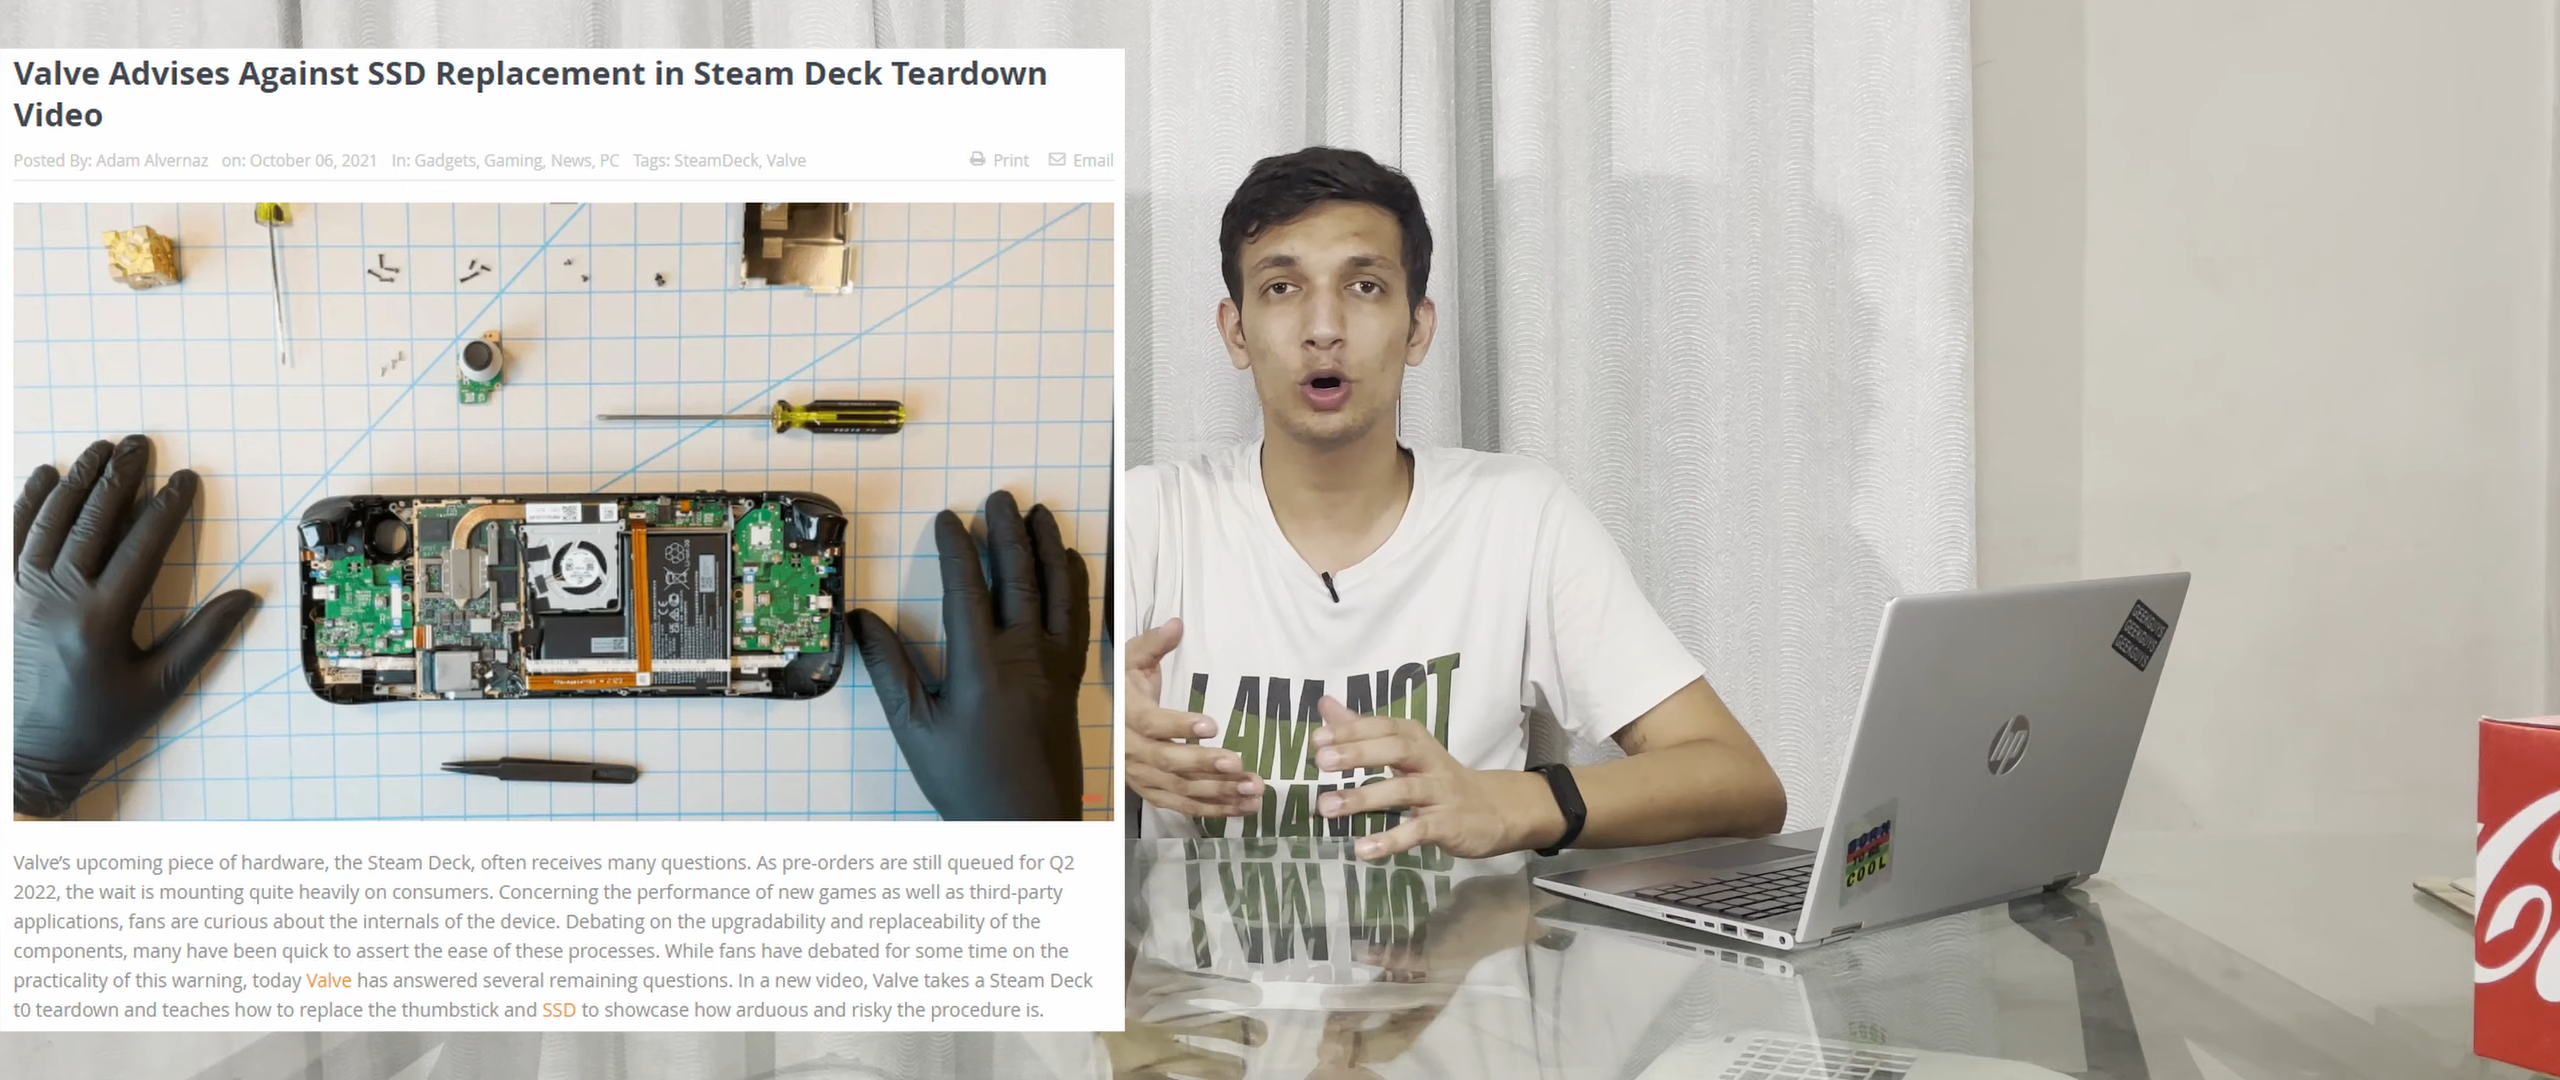 Valve Advises Against SSD Replacement in Steam Deck Teardown
Video
Posted By: Adam Alvernaz on: October 06, 2021 In: Gadgets, Gaming, News, PC Tags: SteamDeck, Valve Print Email
Valve's upcoming piece of hardware, the Steam Deck, often receives many questions. As pre-orders are still queued for Q2
2022, the wait is mounting quite heavily on consumers. Concerning the performance of new games as well as third-party
applications, fans are curious about the internals of the device. Debating on the upgradability and replaceability of the
components, many have been quick to assert the ease of these processes. While fans have debated for some time on the
practicality of this warning, today Valve has answered several remaining questions. In a new video, Valve takes a Steam Deck
t0 teardown and teaches how to replace the thumbstick and SSD to showcase how arduous and risky the procedure is.
I AM NOT
GEEKGUYS
GEEKGUYS
GEEKGUYS
hp
BORN
TO BE
COOL